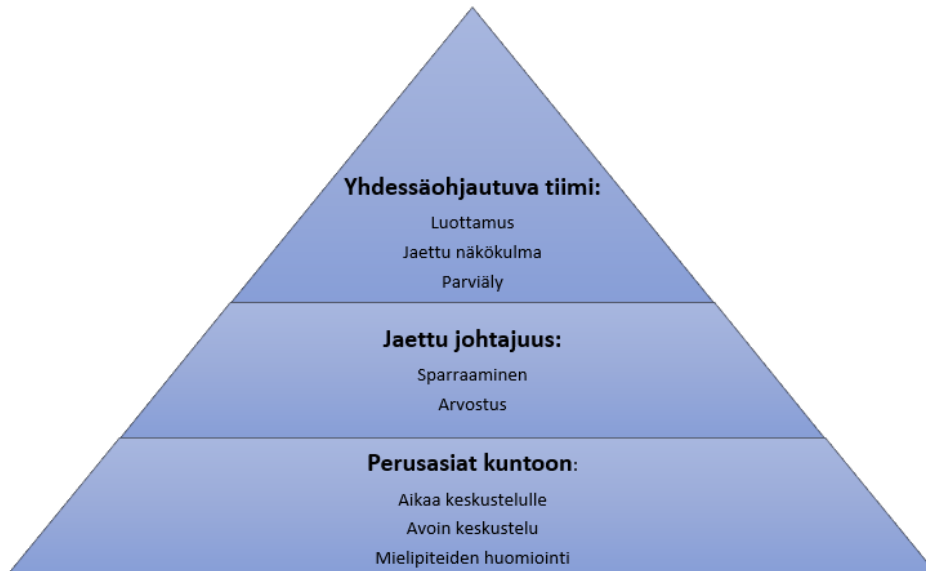 Yhdessäohjautuva tiimi:
Luottamus
Jaettu näkökulma
Parviäly
Jaettu johtajuus:
Sparraaminen
Arvostus
Perusasiat kuntoon:
Aikaa keskustelulle
Avoin keskustelu
Mielipiteiden huomiointi